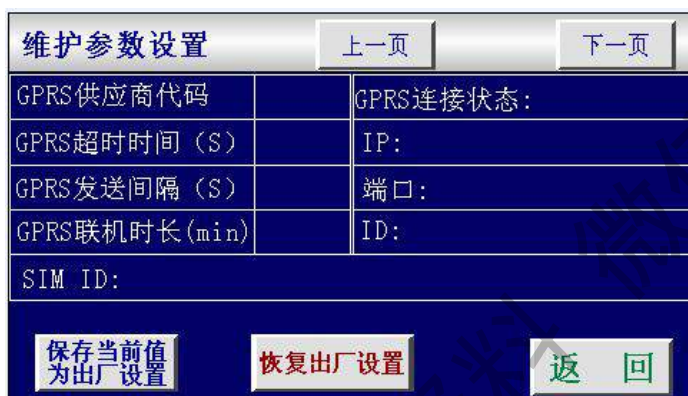 维护参数设置 上一页 下一页
GPRS供应商代码 GPRS连接状态:
GPRS超时时间 (S) IP:
GPRS发送间隔 (S) 端口:
GPRS联机时长(min) ID:
SIM ID:
保存当前值
为出厂设置
恢复出厂设置
返 回
料 微信